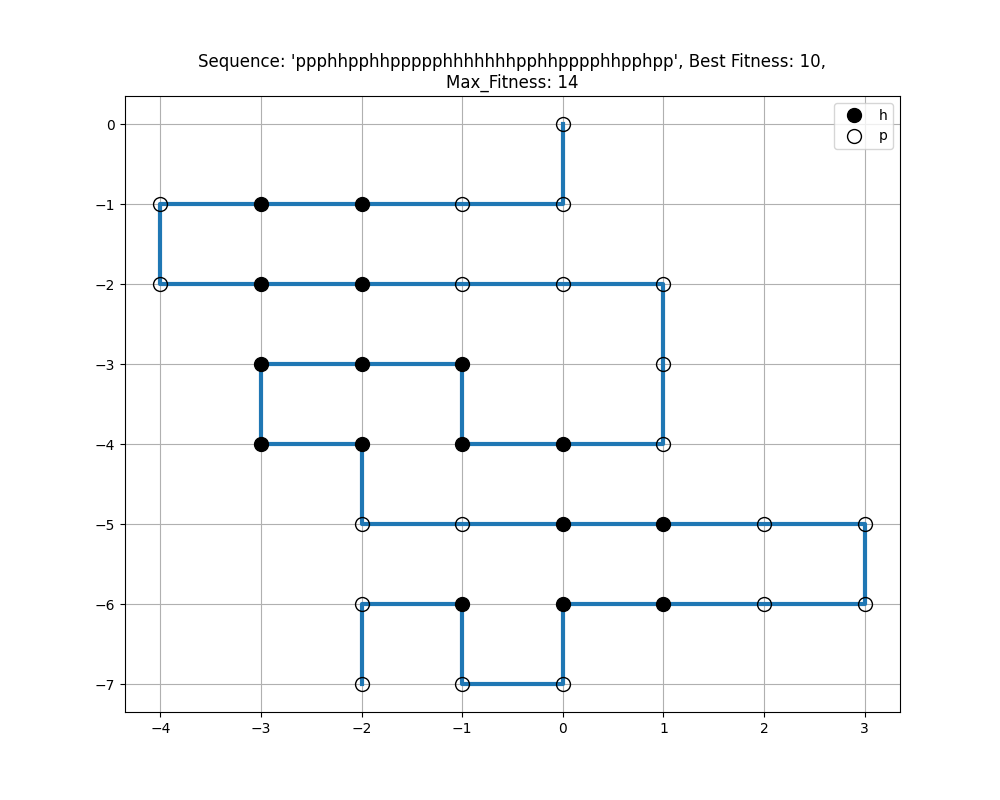 Sequence: 'ppphhpphhppppphhhhhhhpphhpppphhpphpp', Best Fitness: 10,
Max_Fitness: 14
h
p
0
−1
−2
−3
−4
−5
−6
−7
−4 −3 −2 −1 0 1 2 3